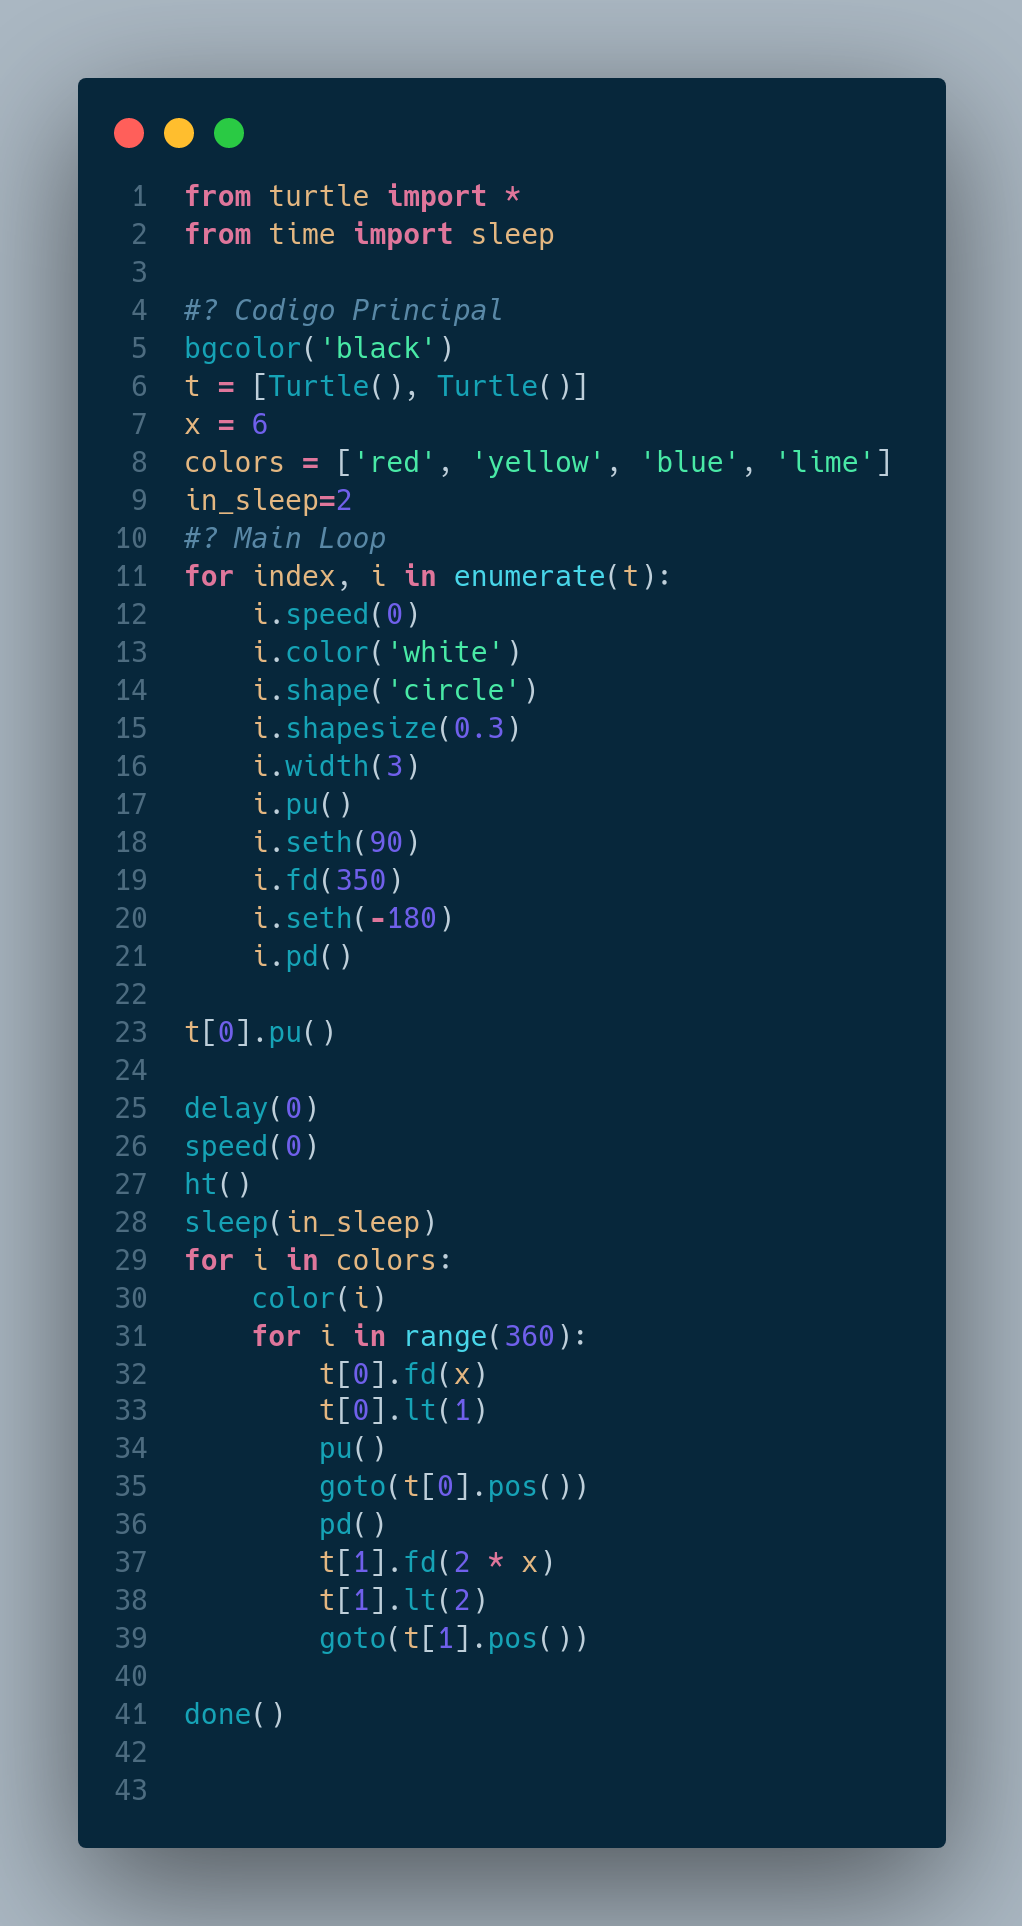 1 from turtle import *
2 from time import sleep
3
4 #? Codigo Principal
5 bgcolor('black')
6 t = [Turtle(), Turtle()]
7 x = 6
8 colors = ['red', 'yellow', 'blue', 'lime']
9 in_sleep=2
10 #? Main Loop
11 for index, i in enumerate(t):
12     i.speed(0)
13     i.color('white')
14     i.shape('circle')
15     i.shapesize(0.3)
16     i.width(3)
17     i.pu()
18     i.seth(90)
19     i.fd(350)
20     i.seth(-180)
21     i.pd()
22
23 t[0].pu()
24
25 delay(0)
26 speed(0)
27 ht()
28 sleep(in_sleep)
29 for i in colors:
30     color(i)
31     for i in range(360):
32         t[0].fd(x)
33         t[0].lt(1)
34         pu()
35         goto(t[0].pos())
36         pd()
37         t[1].fd(2 * x)
38         t[1].lt(2)
39         goto(t[1].pos())
40
41 done()
42
43